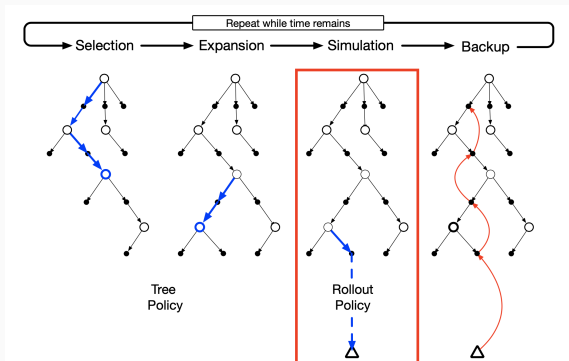 Repeat while time remains
Selection
Expansion
Simulation
Backup
Tree
Policy
Rollout
Policy